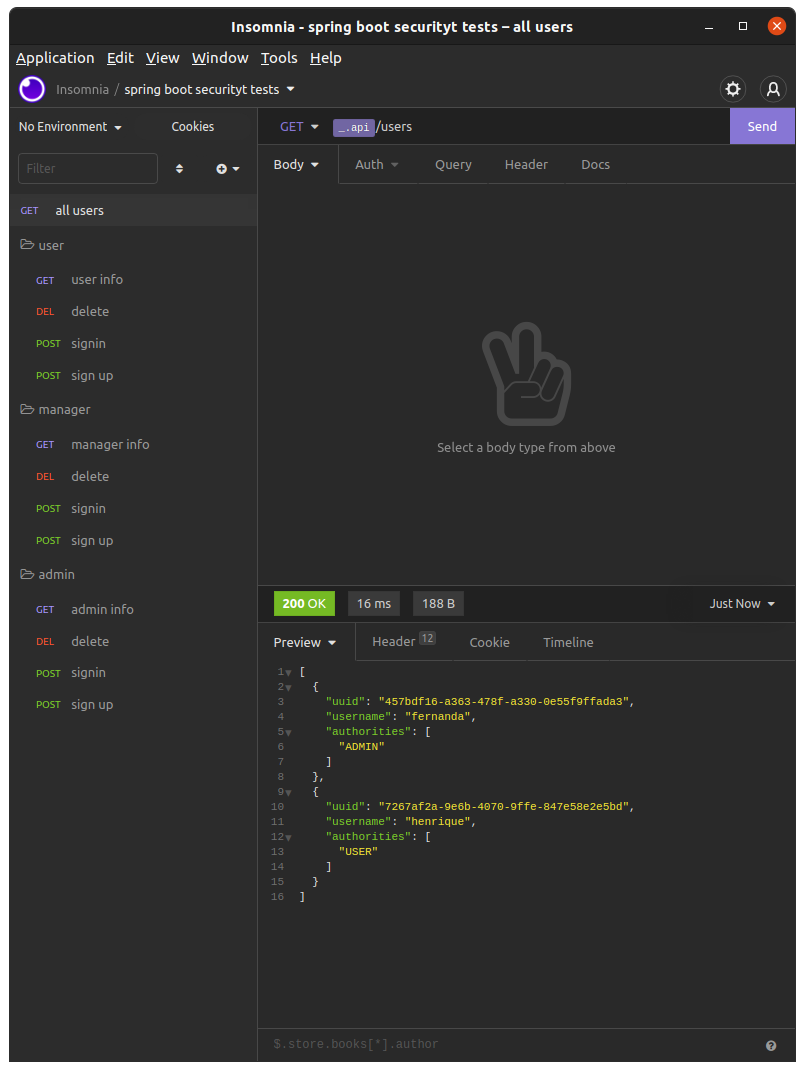 Insomnia - spring boot securityt tests – all users
Application Edit View Window Tools Help
Insomnia / spring boot securityt tests
No Environment Cookies
GET _.api/users Send
Filter
Body Auth Query Header Docs
GET all users
user
GET user info
DEL delete
POST signin
POST sign up
manager
GET manager info
DEL delete
POST signin
POST sign up
admin
GET admin info
DEL delete
POST signin
POST sign up
Select a body type from above
200 OK 16 ms 188 B Just Now
Preview Header 12 Cookie Timeline
1 [
2 {
3 "uuid": "457bdf16-a363-478f-a330-0e55f9ffada3",
4 "username": "fernanda",
5 "authorities": [
6 "ADMIN"
7 ]
8 },
9 {
10 "uuid": "7267af2a-9e6b-4070-9ffe-847e58e2e5bd",
11 "username": "henrique",
12 "authorities": [
13 "USER"
14 ]
15 }
16 ]
$.store.books[*].author